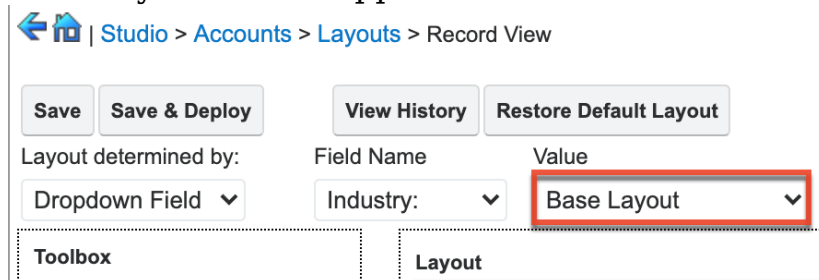 | Studio > Accounts > Layouts > Record View
Save Save & Deploy View History Restore Default Layout
Layout determined by: Field Name Value
Dropdown Field Industry: Base Layout
Toolbox Layout